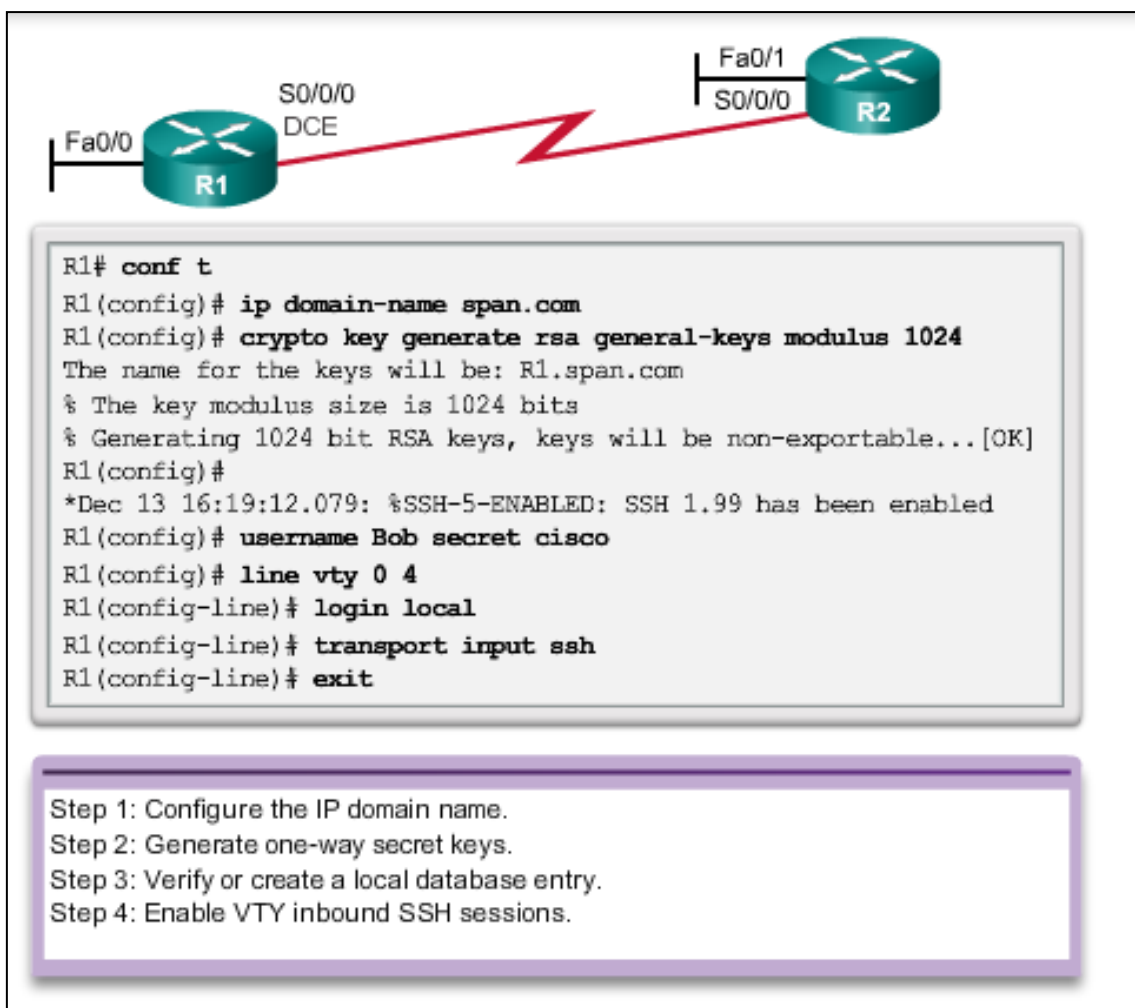 Fa0/1
S0/0/0
R2
S0/0/0
DCE
Fa0/0
R1
R1# conf t
R1(config)# ip domain-name span.com
R1(config)# crypto key generate rsa general-keys modulus 1024
The name for the keys will be: R1.span.com
% The key modulus size is 1024 bits
% Generating 1024 bit RSA keys, keys will be non-exportable...[OK]
R1(config)#
*Dec 13 16:19:12.079: %SSH-5-ENABLED: SSH 1.99 has been enabled
R1(config)# username Bob secret cisco
R1(config)# line vty 0 4
R1(config-line)# login local
R1(config-line)# transport input ssh
R1(config-line)# exit
Step 1: Configure the IP domain name.
Step 2: Generate one-way secret keys.
Step 3: Verify or create a local database entry.
Step 4: Enable VTY inbound SSH sessions.